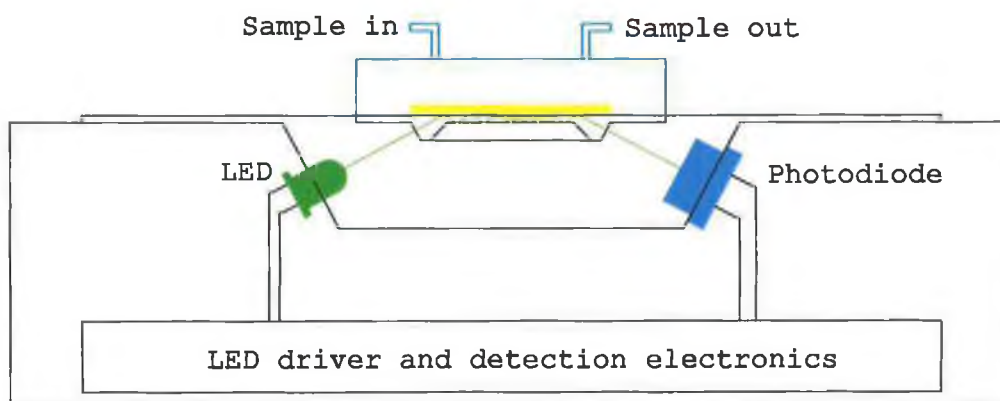 Sample in
Sample out
LED
Photodiode
LED driver and detection electronics